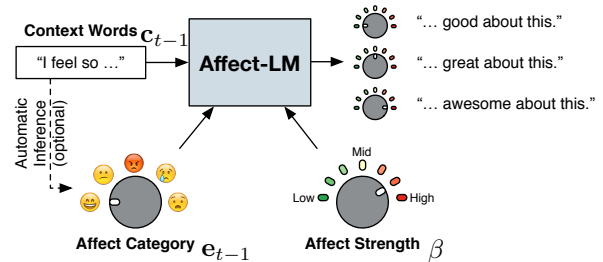 Context Words c_{t−1}
“I feel so …”
Affect-LM
“… good about this.”
“… great about this.”
“… awesome about this.”
Automatic
Inference
(optional)
Mid
Low
High
Affect Category e_{t−1}
Affect Strength β